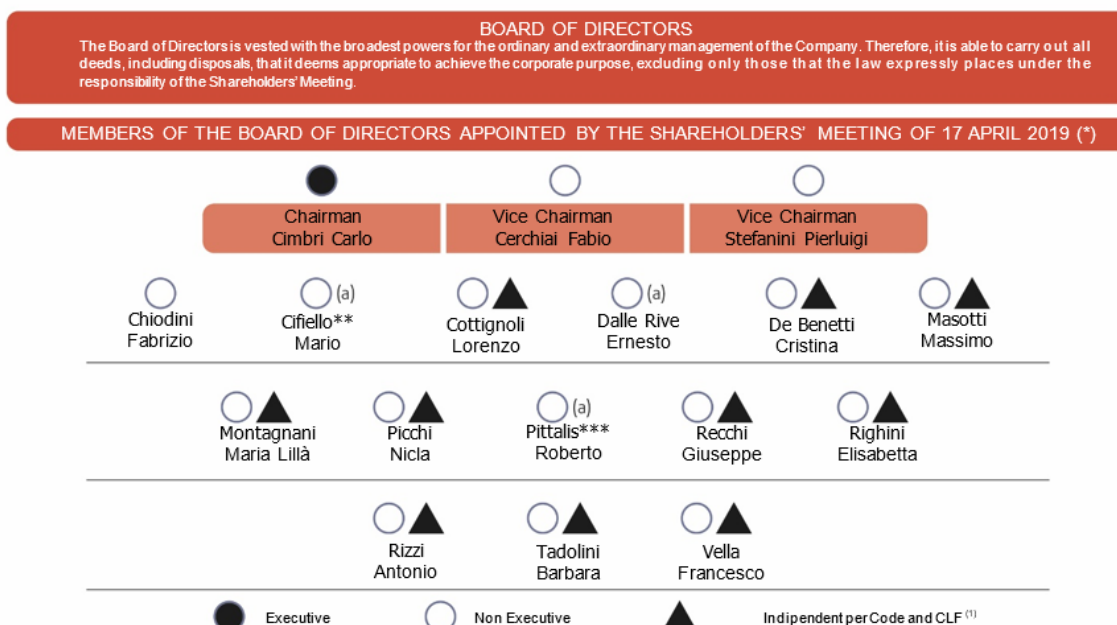 BOARD OF DIRECTORS
The Board of Directors is vested with the broadest powers for the ordinary and extraordinary management of the Company. Therefore, it is able to carry out all
deeds, including disposals, that it deems appropriate to achieve the corporate purpose, excluding only those that the law expressly places under the
responsibility of the Shareholders' Meeting.
MEMBERS OF THE BOARD OF DIRECTORS APPOINTED BY THE SHAREHOLDERS' MEETING OF 17 APRIL 2019 (*)
Chairman Vice Chairman Vice Chairman
Cimbri Carlo Cerchiai Fabio Stefanini Pierluigi
(a) (a)
Chiodini Cifiello** Cottignoli Dalle Rive De Benetti Masotti
Fabrizio Mario Lorenzo Ernesto Cristina Massimo
(a)
Montagnani Picchi Pittalis*** Recchi Righini
Maria Lillà Nicla Roberto Giuseppe Elisabetta
Rizzi Tadolini Vella
Antonio Barbara Francesco
Executive Non Executive Indipendent per Code and CLF (1)